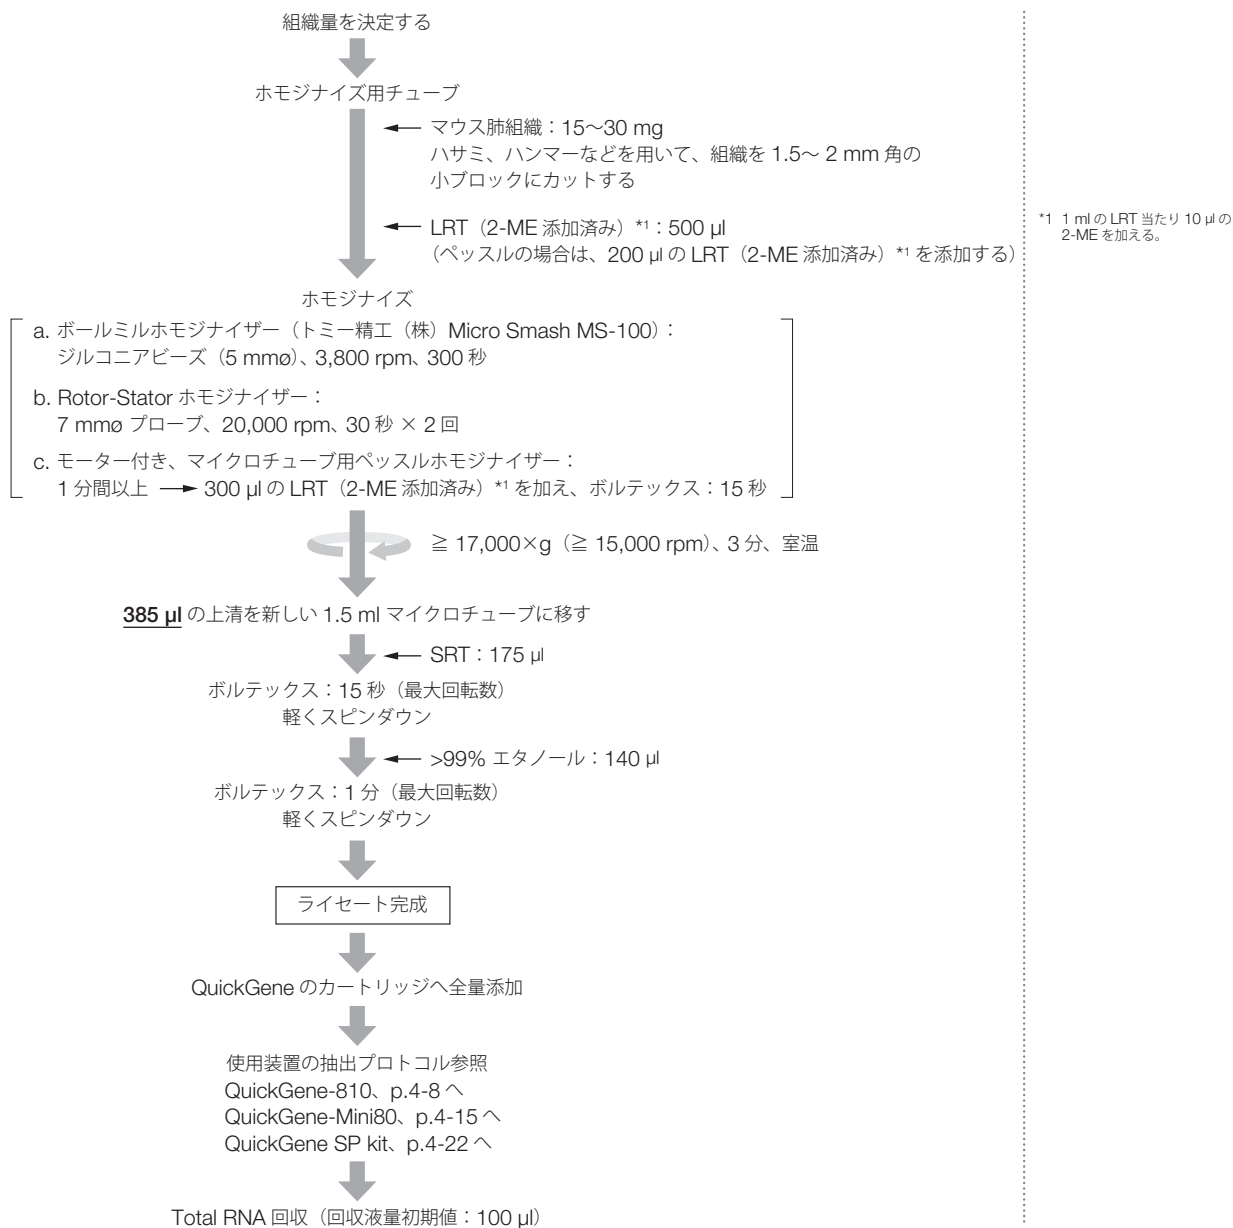 組織量を決定する
ホモジナイズ用チューブ
マウス肺組織：15～30 mg
ハサミ、ハンマーなどを用いて、組織を 1.5～ 2 mm 角の
小ブロックにカットする
LRT（2-ME 添加済み）*1：500 µl
（ペッスルの場合は、200 µl の LRT（2-ME 添加済み）*1 を添加する）
*1 1 ml の LRT 当たり 10 µl の
2-ME を加える。
ホモジナイズ
a. ボールミルホモジナイザー（トミー精工（株）Micro Smash MS-100）：
ジルコニアビーズ（5 mmø）、3,800 rpm、300 秒
b. Rotor-Stator ホモジナイザー：
7 mmø プローブ、20,000 rpm、30 秒 × 2 回
c. モーター付き、マイクロチューブ用ペッスルホモジナイザー：
1 分間以上 → 300 µl の LRT（2-ME 添加済み）*1 を加え、ボルテックス：15 秒
≧ 17,000×g（≧ 15,000 rpm）、3 分、室温
385 µl の上清を新しい 1.5 ml マイクロチューブに移す
SRT：175 µl
ボルテックス：15 秒（最大回転数）
軽くスピンダウン
>99% エタノール：140 µl
ボルテックス：1 分（最大回転数）
軽くスピンダウン
ライセート完成
QuickGene のカートリッジへ全量添加
使用装置の抽出プロトコル参照
QuickGene-810、p.4-8 へ
QuickGene-Mini80、p.4-15 へ
QuickGene SP kit、p.4-22 へ
Total RNA 回収（回収液量初期値：100 µl）